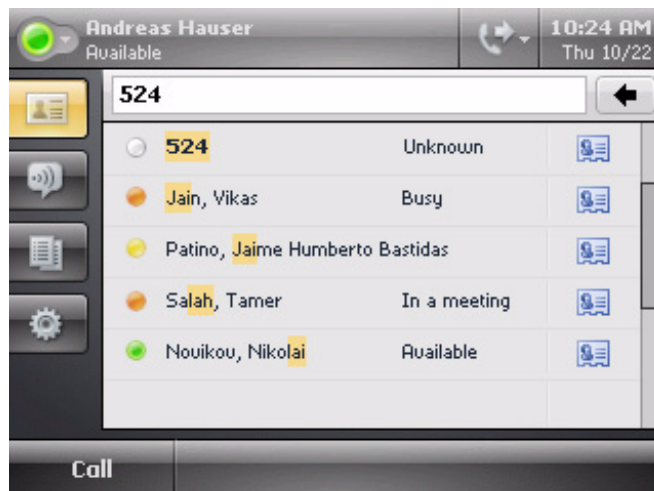 Andreas Hauser
Available
10:24 AM
Thu 10/22
524
524 Unknown
Jain, Vikas Busy
Patino, Jaime Humberto Bastidas
Salah, Tamer In a meeting
Novikov, Nikolai Available
Call